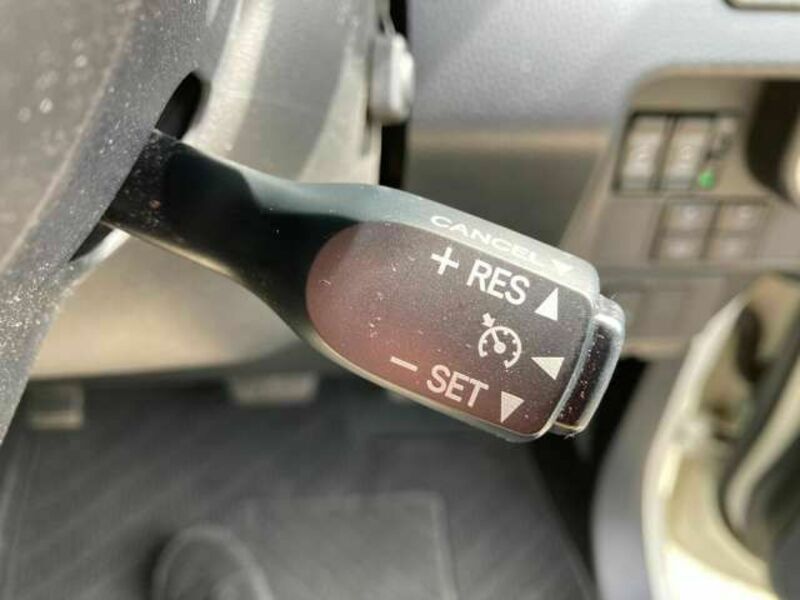 CANCEL
+ RES
- SET